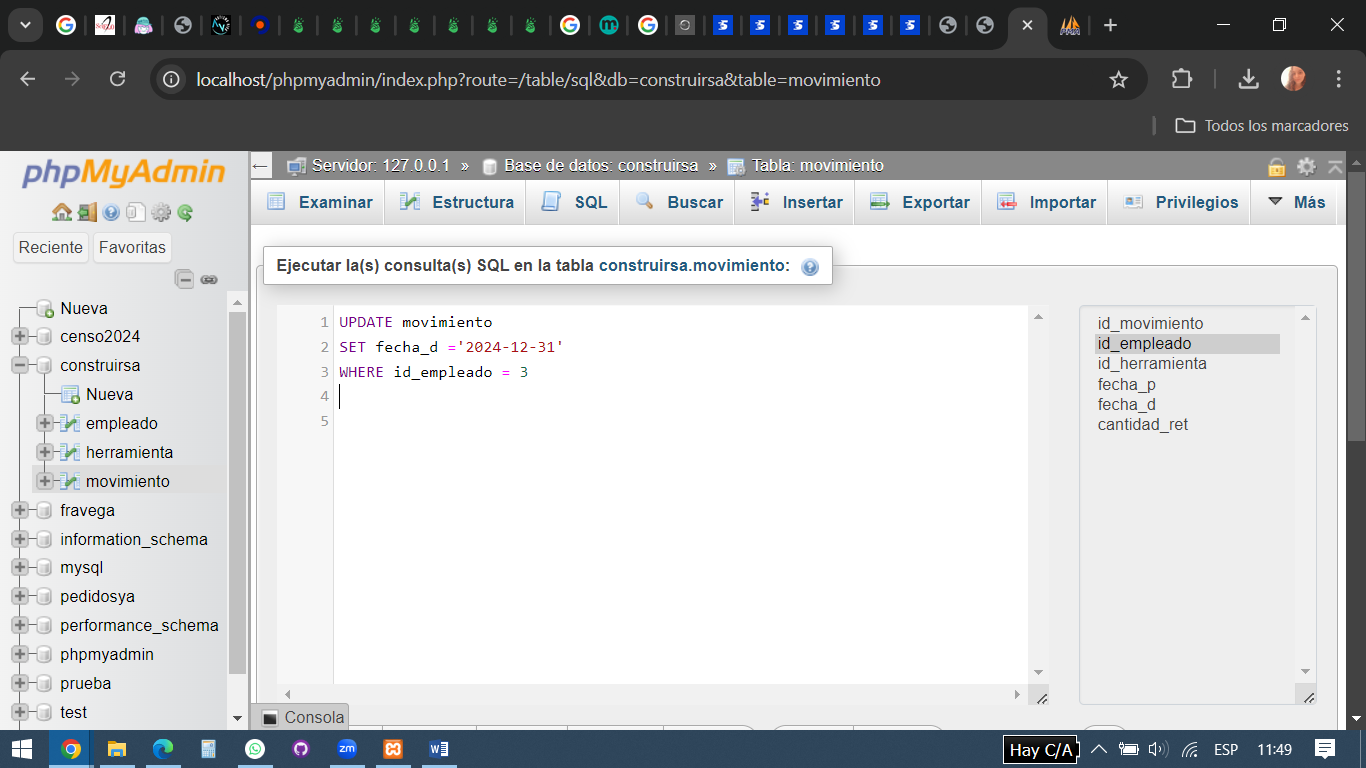 localhost/phpmyadmin/index.php?route=/table/sql&db=construirsa&table=movimiento
Todos los marcadores
phpMyAdmin
Reciente
Favoritas
Nueva
censo2024
construirsa
Nueva
empleado
herramienta
movimiento
fravega
information_schema
mysql
pedidosya
performance_schema
phpmyadmin
prueba
test
Servidor: 127.0.0.1 » Base de datos: construirsa » Tabla: movimiento
Examinar Estructura SQL Buscar Insertar Exportar Importar Privilegios Más
Ejecutar la(s) consulta(s) SQL en la tabla construirsa.movimiento:
1 UPDATE movimiento
2 SET fecha_d ='2024-12-31'
3 WHERE id_empleado = 3
4
5
id_movimiento
id_empleado
id_herramienta
fecha_p
fecha_d
cantidad_ret
Consola
Hay C/A
ESP
11:49